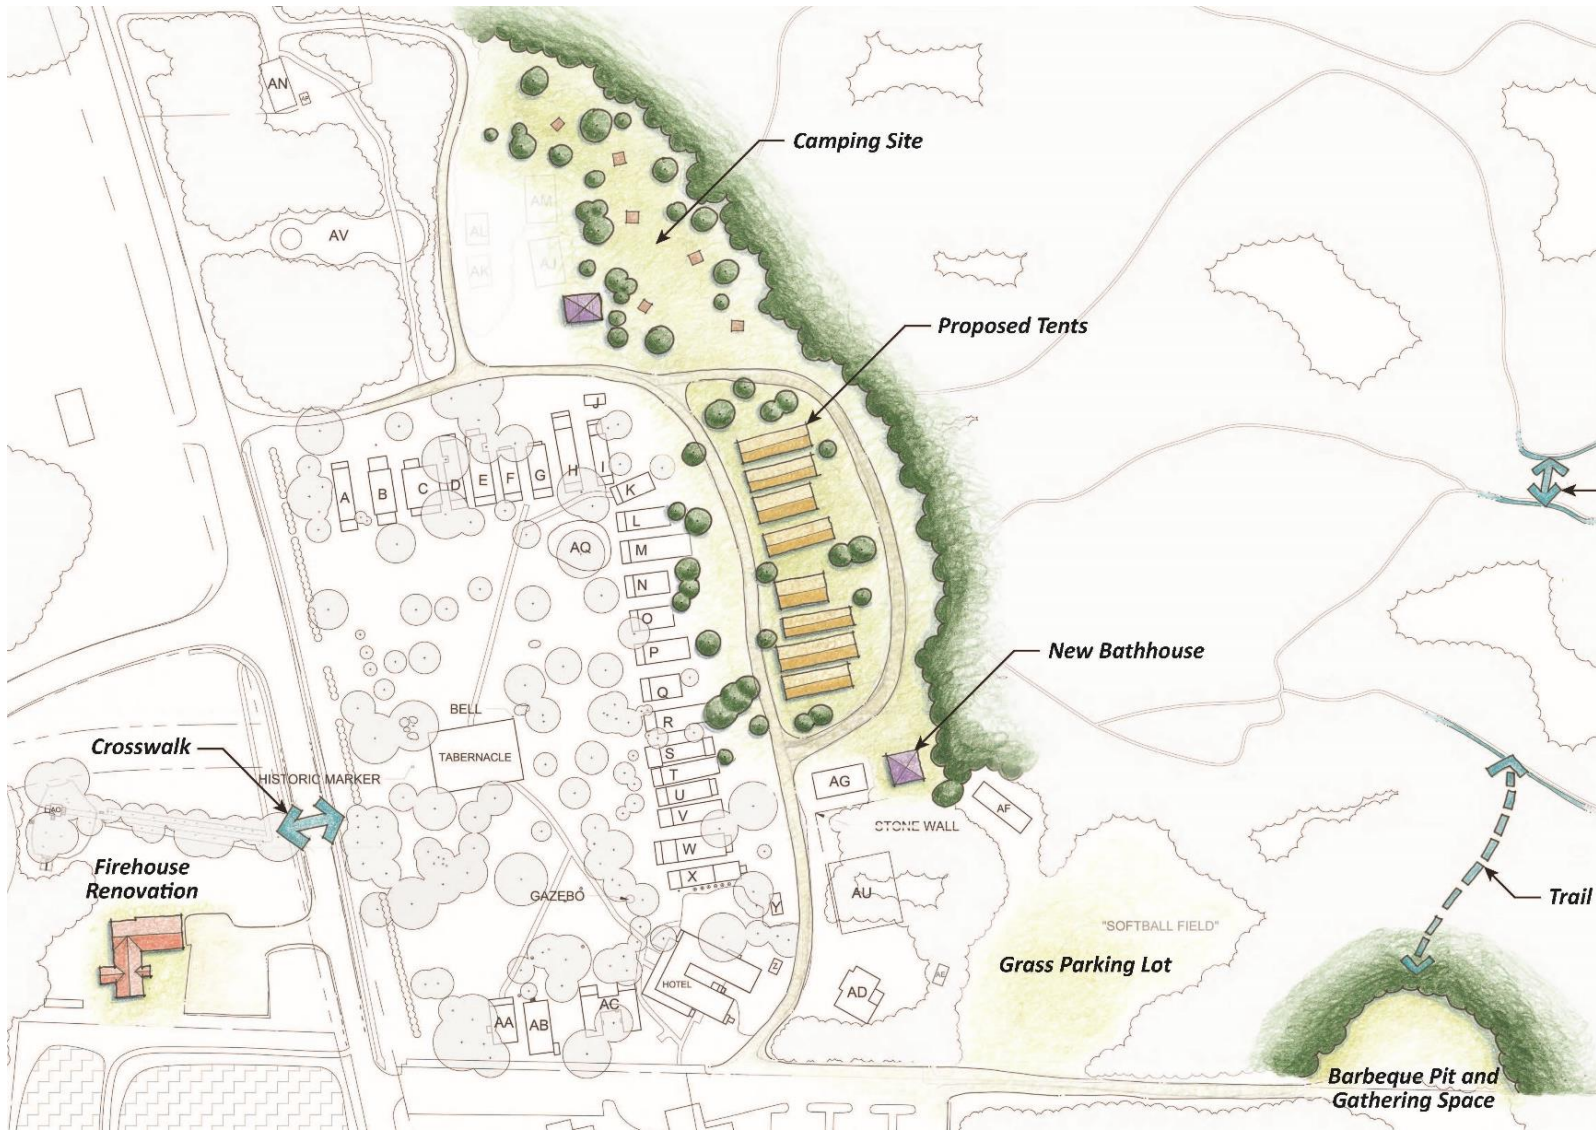 AN
Camping Site
AM
AL
AV
AJ
AK
Proposed Tents
J
A
B
C
D
E
F
G
H
I
K
L
AQ
M
N
O
P
New Bathhouse
Q
BELL
R
Crosswalk
TABERNACLE
S
HISTORIC MARKER
T
AG
U
AF
V
STONE WALL
W
Firehouse
Renovation
X
AU
GAZEBO
Y
Trail
"SOFTBALL FIELD"
Grass Parking Lot
Z
AE
HOTEL
AD
AC
AA
AB
Barbeque Pit and
Gathering Space